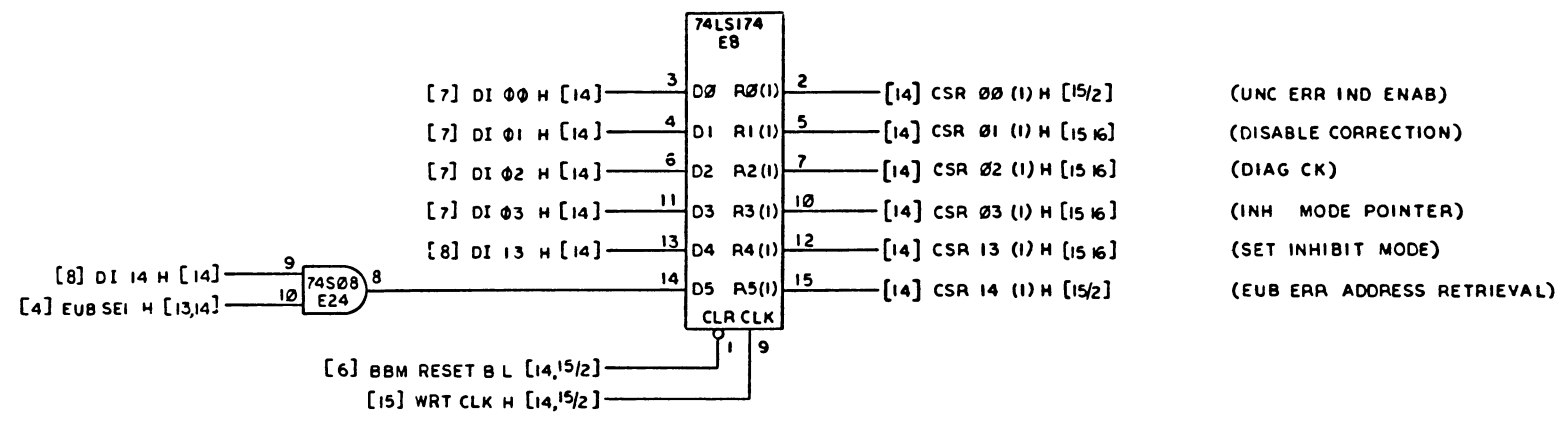 74LS174
E8
[7] DI ØØ H [14] 3 DØ RØ(1) 2 [14] CSR ØØ (1) H [15/2] (UNC ERR IND ENAB)
[7] DI Ø1 H [14] 4 D1 R1(1) 5 [14] CSR Ø1 (1) H [15 16] (DISABLE CORRECTION)
[7] DI Ø2 H [14] 6 D2 R2(1) 7 [14] CSR Ø2 (1) H [15 16] (DIAG CK)
[7] DI Ø3 H [14] 11 D3 R3(1) 1Ø [14] CSR Ø3 (1) H [15 16] (INH MODE POINTER)
[8] DI 13 H [14] 13 D4 R4(1) 12 [14] CSR 13 (1) H [15 16] (SET INHIBIT MODE)
[8] DI 14 H [14] 9 74SØ8 8 14 D5 R5(1) 15 [14] CSR 14 (1) H [15/2] (EUB ERR ADDRESS RETRIEVAL)
[4] EUB SEI H [13,14] 1Ø E24
CLR CLK
1 9
[6] BBM RESET B L [14,15/2]
[15] WRT CLK H [14,15/2]